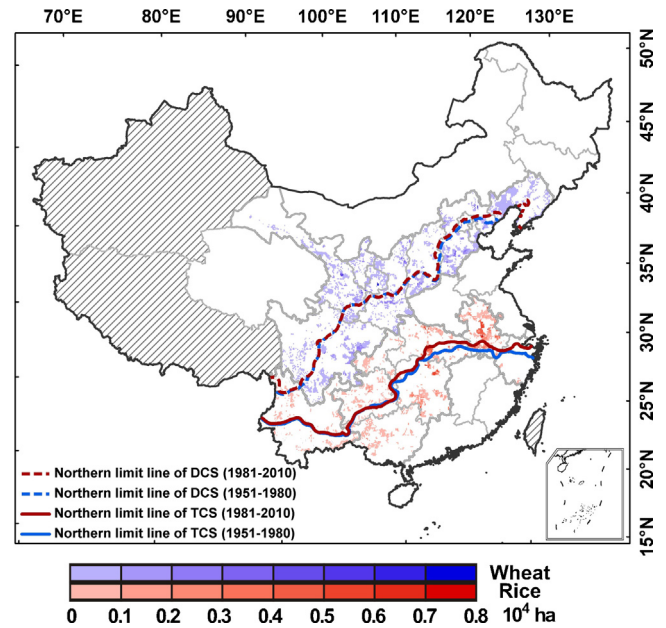 70°E 90°E 100°E 110°E 120°E 130°E
50°N
45°N
40°N
35°N
30°N
25°N
20°N
15°N
Northern limit line of DCS (1981-2010)
Northern limit line of DCS (1951-1980)
Northern limit line of TCS (1981-2010)
Northern limit line of TCS (1951-1980)
Wheat
Rice
0 0.1 0.2 0.3 0.4 0.5 0.6 0.7 0.8 10⁴ ha